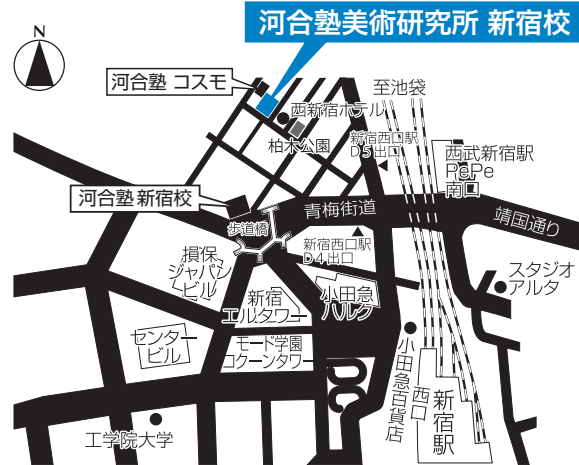 河合塾美術研究所 新宿校
N
河合塾 コスモ
至池袋
西新宿ホテル
柏木公園
新宿西口駅
D5出口
西武新宿駅
PePe
南口
河合塾 新宿校
青梅街道
靖国通り
歩道橋
新宿西口駅
D4出口
損保
ジャパン
ビル
スタジオ
アルタ
新宿
エルタワー
小田急
ハルク
センター
ビル
モード学園
コクーンタワー
小田急百貨店
西口
新宿駅
工学院大学